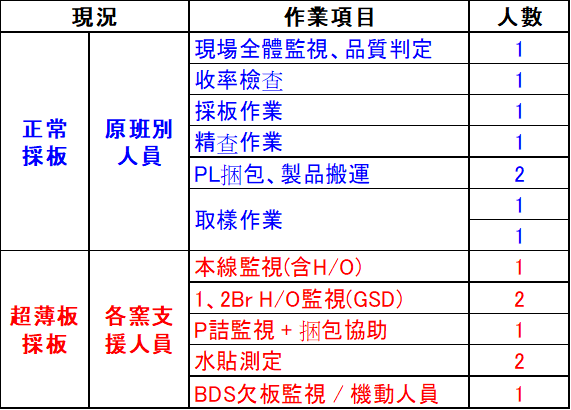 現況 作業項目 人數
正常採板 原班別人員 現場全體監視、品質判定 1
收率檢查 1
採板作業 1
精查作業 1
PL捆包、製品搬運 2
取樣作業 1
1
超薄板採板 各窯支援人員 本線監視(含H/O) 1
1、2Br H/O監視(GSD) 2
P詰監視 + 捆包協助 1
水貼測定 2
BDS欠板監視 / 機動人員 1